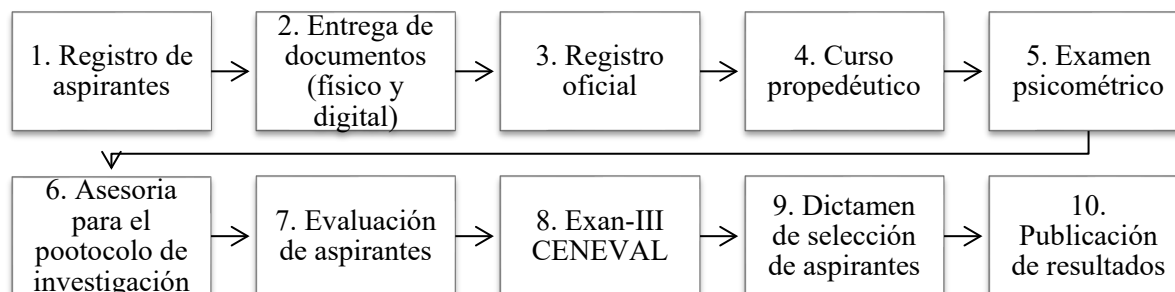 1. Registro de
aspirantes
2. Entrega de
documentos
(físico y
digital)
3. Registro
oficial
4. Curso
propedéutico
5. Examen
psicométrico
6. Asesoria
para el
pootocolo de
investigación
7. Evaluación
de aspirantes
8. Exan-III
CENEVAL
9. Dictamen
de selección
de aspirantes
10.
Publicación
de resultados